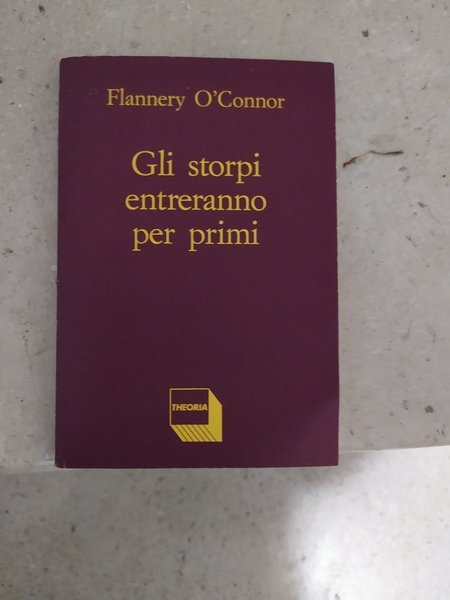 Flannery O'Connor
Gli storpi
entreranno
per primi
THEORIA